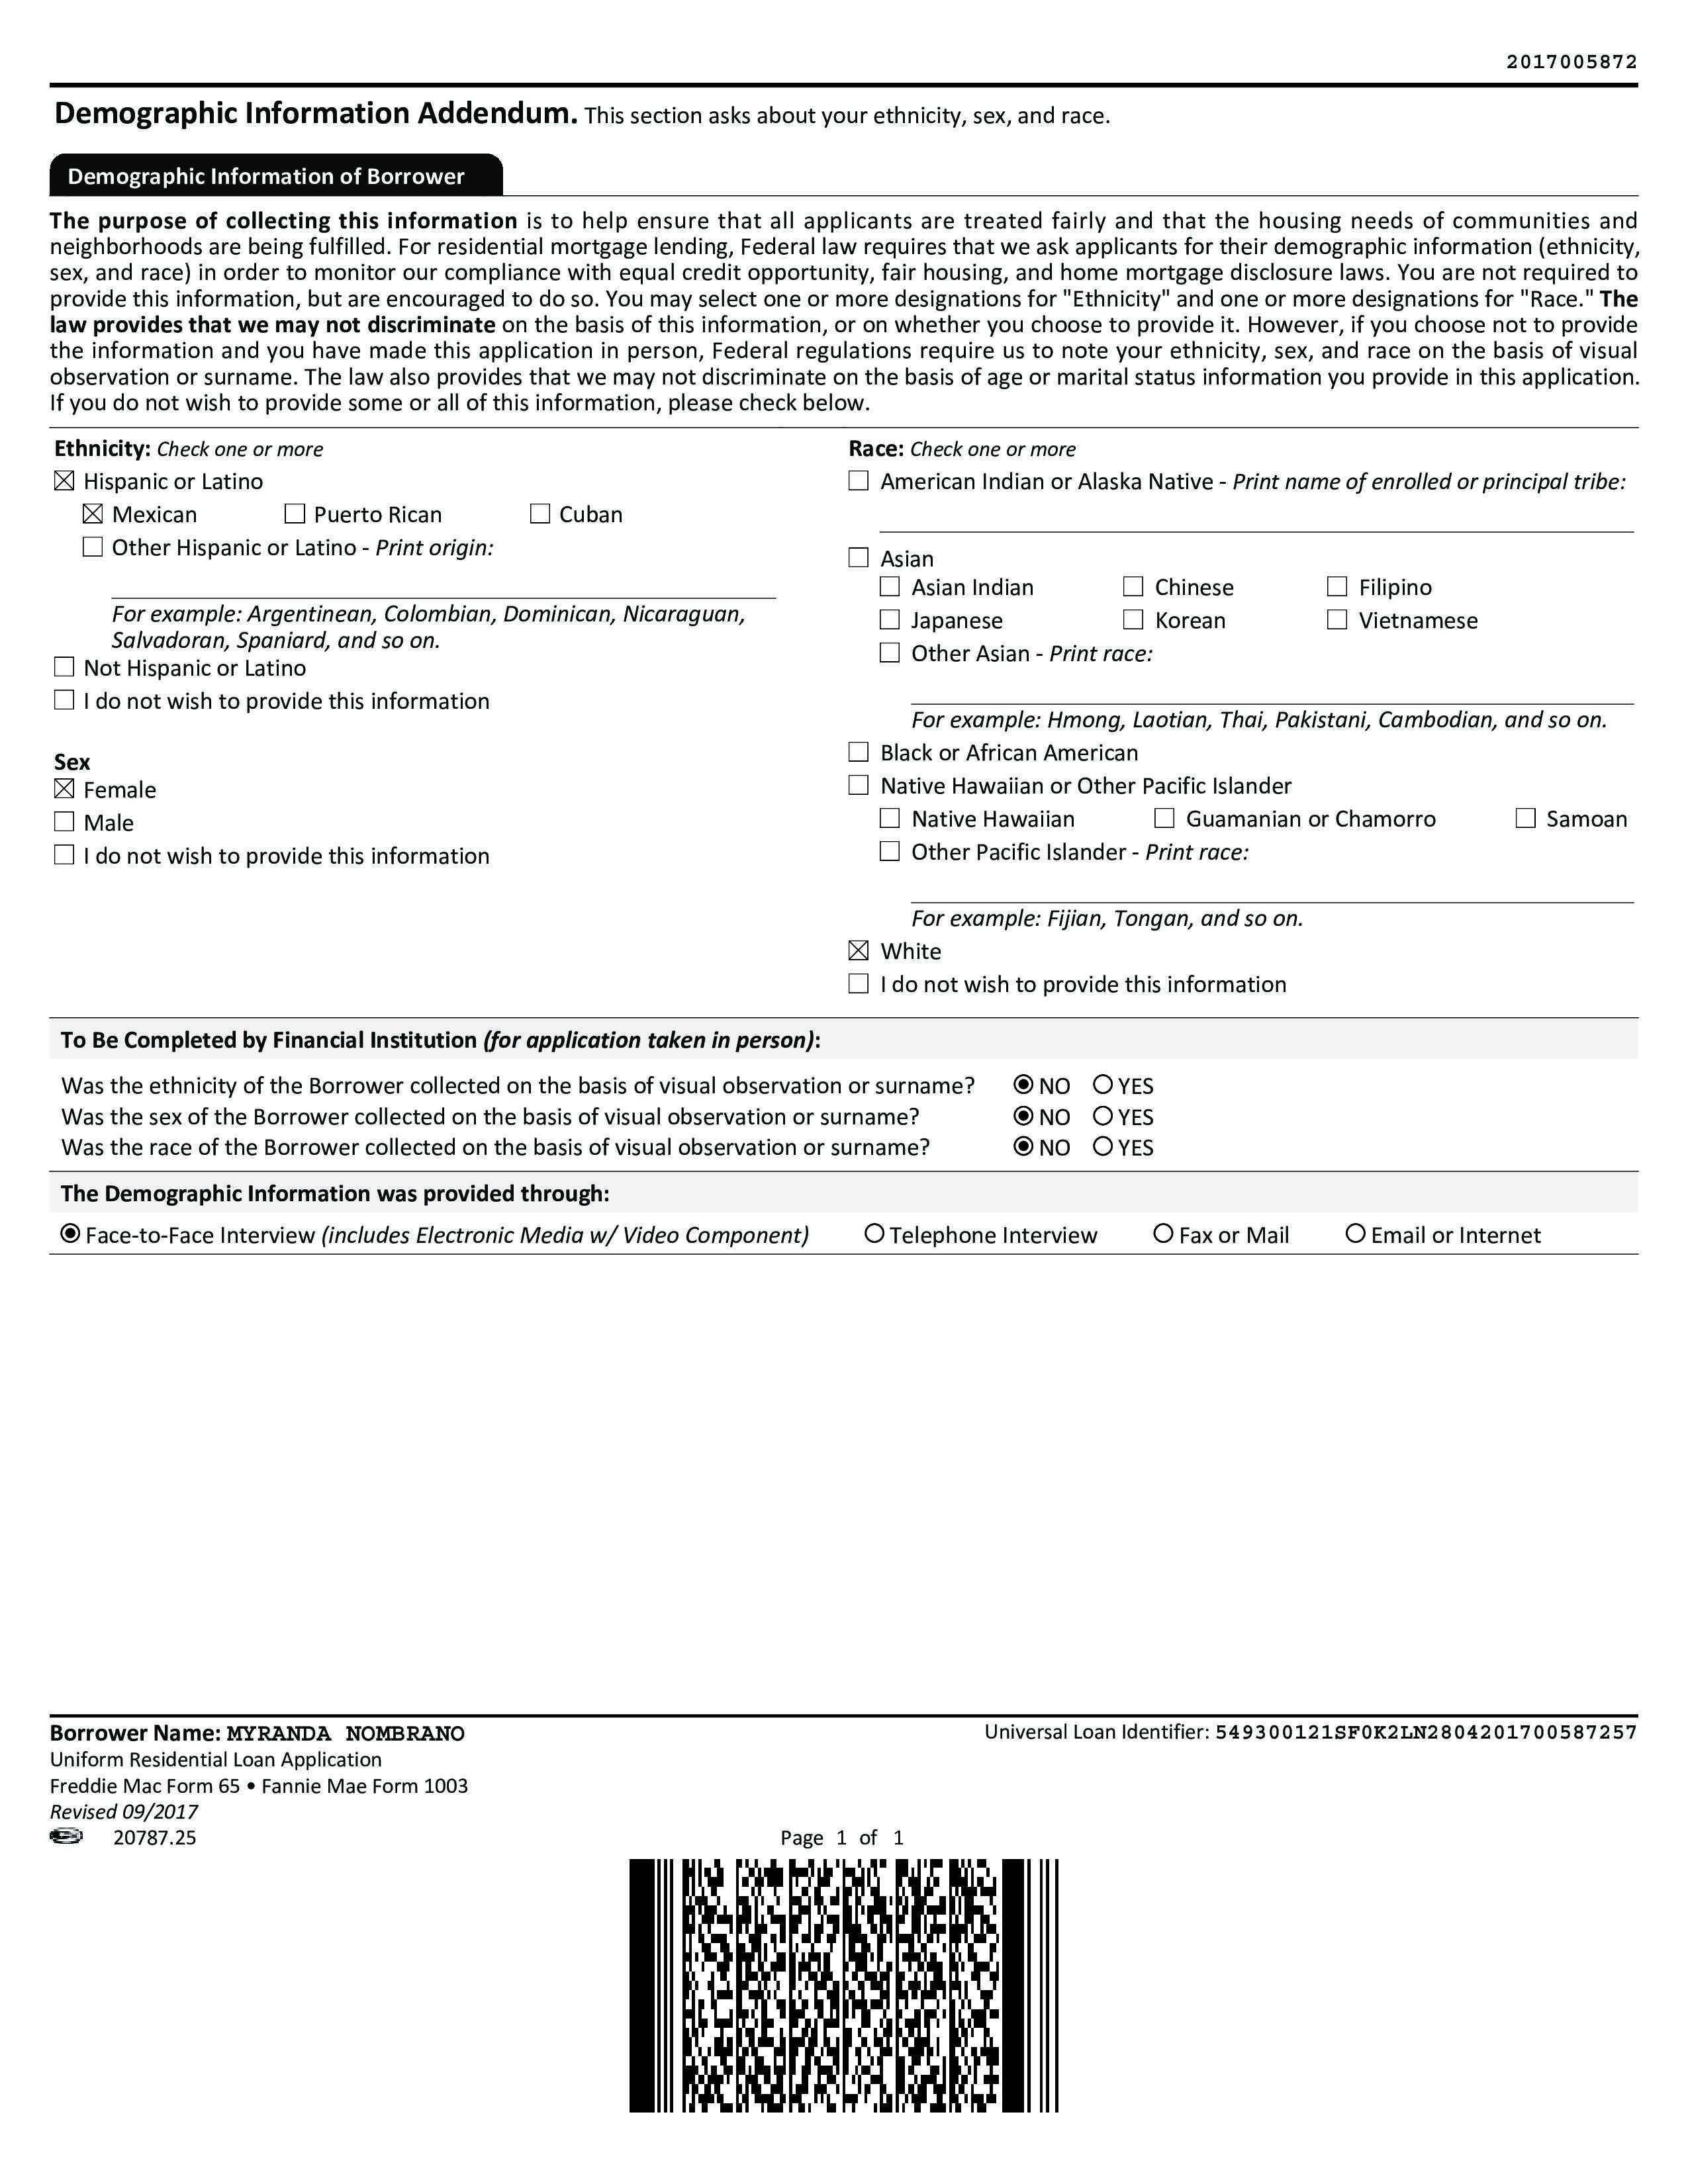 2017005872
Demographic Information Addendum. This section asks about your ethnicity, sex, and race.
Demographic Information of Borrower
The purpose of collecting this information is to help ensure that all applicants are treated fairly and that the housing needs of communities and
neighborhoods are being fulfilled. For residential mortgage lending, Federal law requires that we ask applicants for their demographic information (ethnicity,
sex, and race) in order to monitor our compliance with equal credit opportunity, fair housing, and home mortgage disclosure laws. You are not required to
provide this information, but are encouraged to do so. You may select one or more designations for "Ethnicity" and one or more designations for "Race." The
law provides that we may not discriminate on the basis of this information, or on whether you choose to provide it. However, if you choose not to provide
the information and you have made this application in person, Federal regulations require us to note your ethnicity, sex, and race on the basis of visual
observation or surname. The law also provides that we may not discriminate on the basis of age or marital status information you provide in this application.
If you do not wish to provide some or all of this information, please check below.
Ethnicity: Check one or more
Hispanic or Latino
Mexican Puerto Rican Cuban
Other Hispanic or Latino - Print origin:
For example: Argentinean, Colombian, Dominican, Nicaraguan,
Salvadoran, Spaniard, and so on.
Not Hispanic or Latino
I do not wish to provide this information
Sex
Female
Male
I do not wish to provide this information
Race: Check one or more
American Indian or Alaska Native - Print name of enrolled or principal tribe:
Asian
Asian Indian Chinese Filipino
Japanese Korean Vietnamese
Other Asian - Print race:
For example: Hmong, Laotian, Thai, Pakistani, Cambodian, and so on.
Black or African American
Native Hawaiian or Other Pacific Islander
Native Hawaiian Guamanian or Chamorro Samoan
Other Pacific Islander - Print race:
For example: Fijian, Tongan, and so on.
White
I do not wish to provide this information
To Be Completed by Financial Institution (for application taken in person):
Was the ethnicity of the Borrower collected on the basis of visual observation or surname? NO YES
Was the sex of the Borrower collected on the basis of visual observation or surname? NO YES
Was the race of the Borrower collected on the basis of visual observation or surname? NO YES
The Demographic Information was provided through:
Face-to-Face Interview (includes Electronic Media w/ Video Component) Telephone Interview Fax or Mail Email or Internet
Borrower Name: MYRANDA NOMBRANO Universal Loan Identifier: 549300121SF0K2LN2804201700587257
Uniform Residential Loan Application
Freddie Mac Form 65 • Fannie Mae Form 1003
Revised 09/2017
20787.25 Page 1 of 1